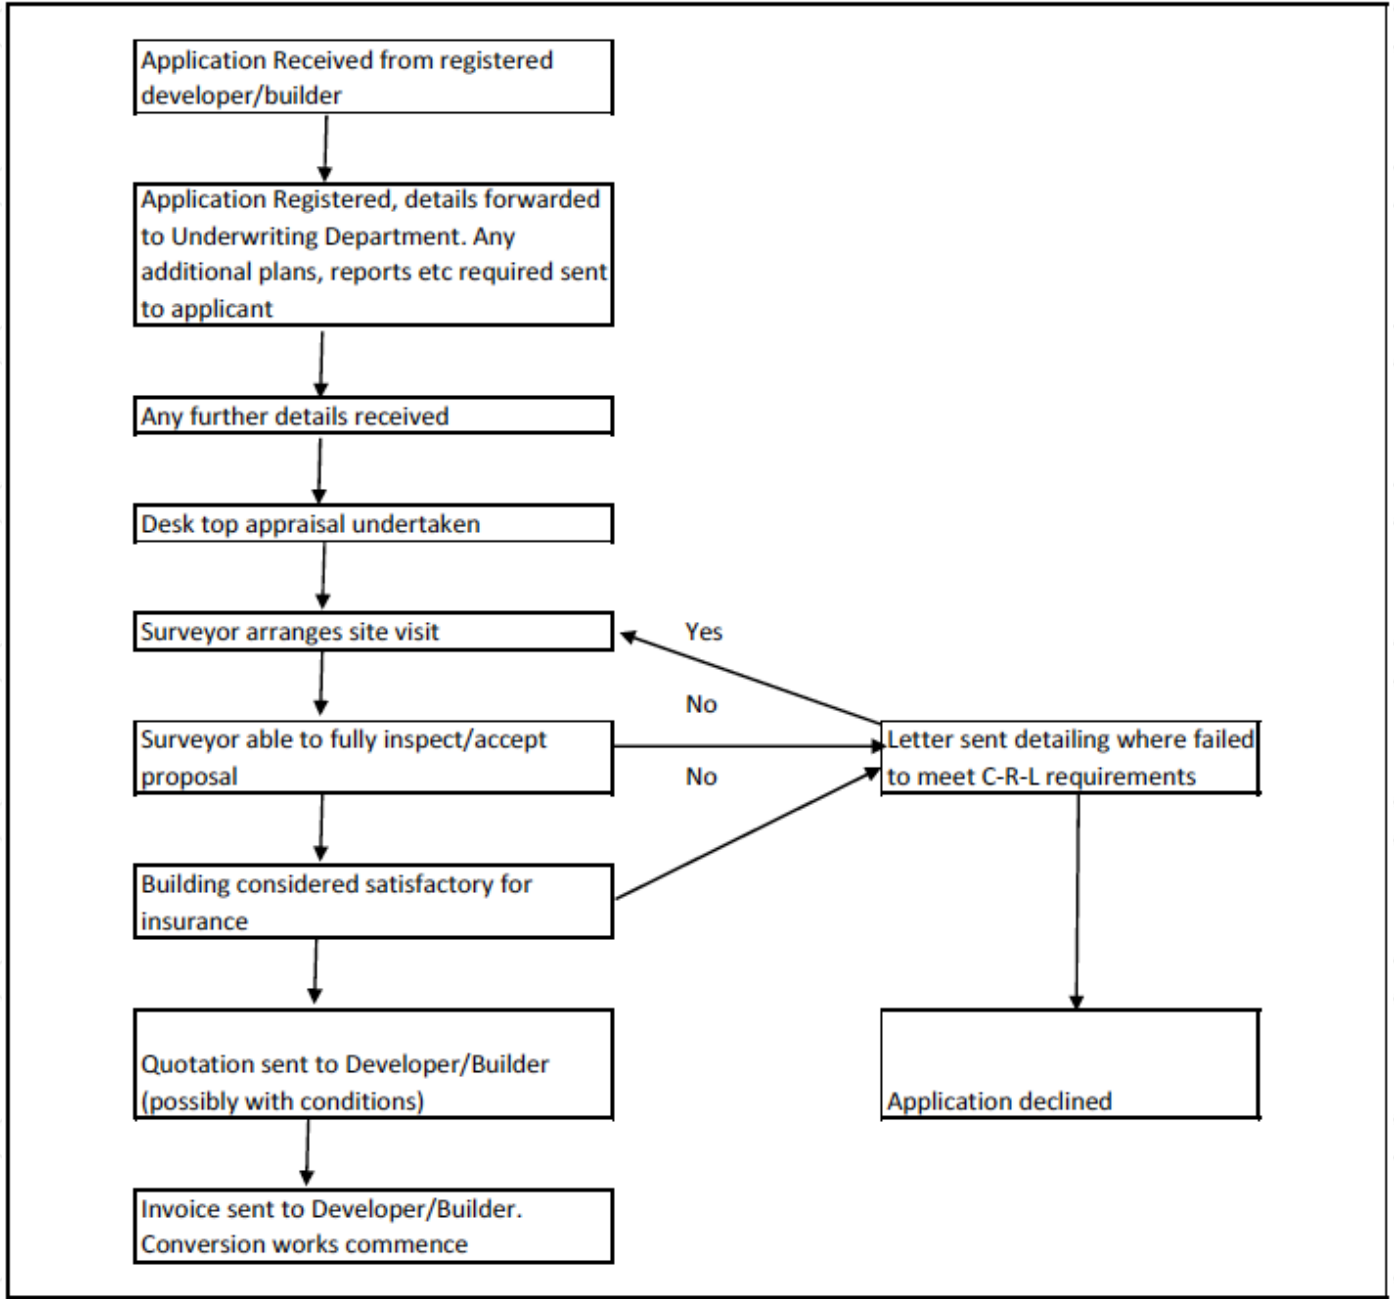 Application Received from registered
developer/builder
Application Registered, details forwarded
to Underwriting Department. Any
additional plans, reports etc required sent
to applicant
Any further details received
Desk top appraisal undertaken
Surveyor arranges site visit
Yes
No
Surveyor able to fully inspect/accept
proposal
No
Letter sent detailing where failed
to meet C-R-L requirements
Building considered satisfactory for
insurance
Quotation sent to Developer/Builder
(possibly with conditions)
Application declined
Invoice sent to Developer/Builder.
Conversion works commence